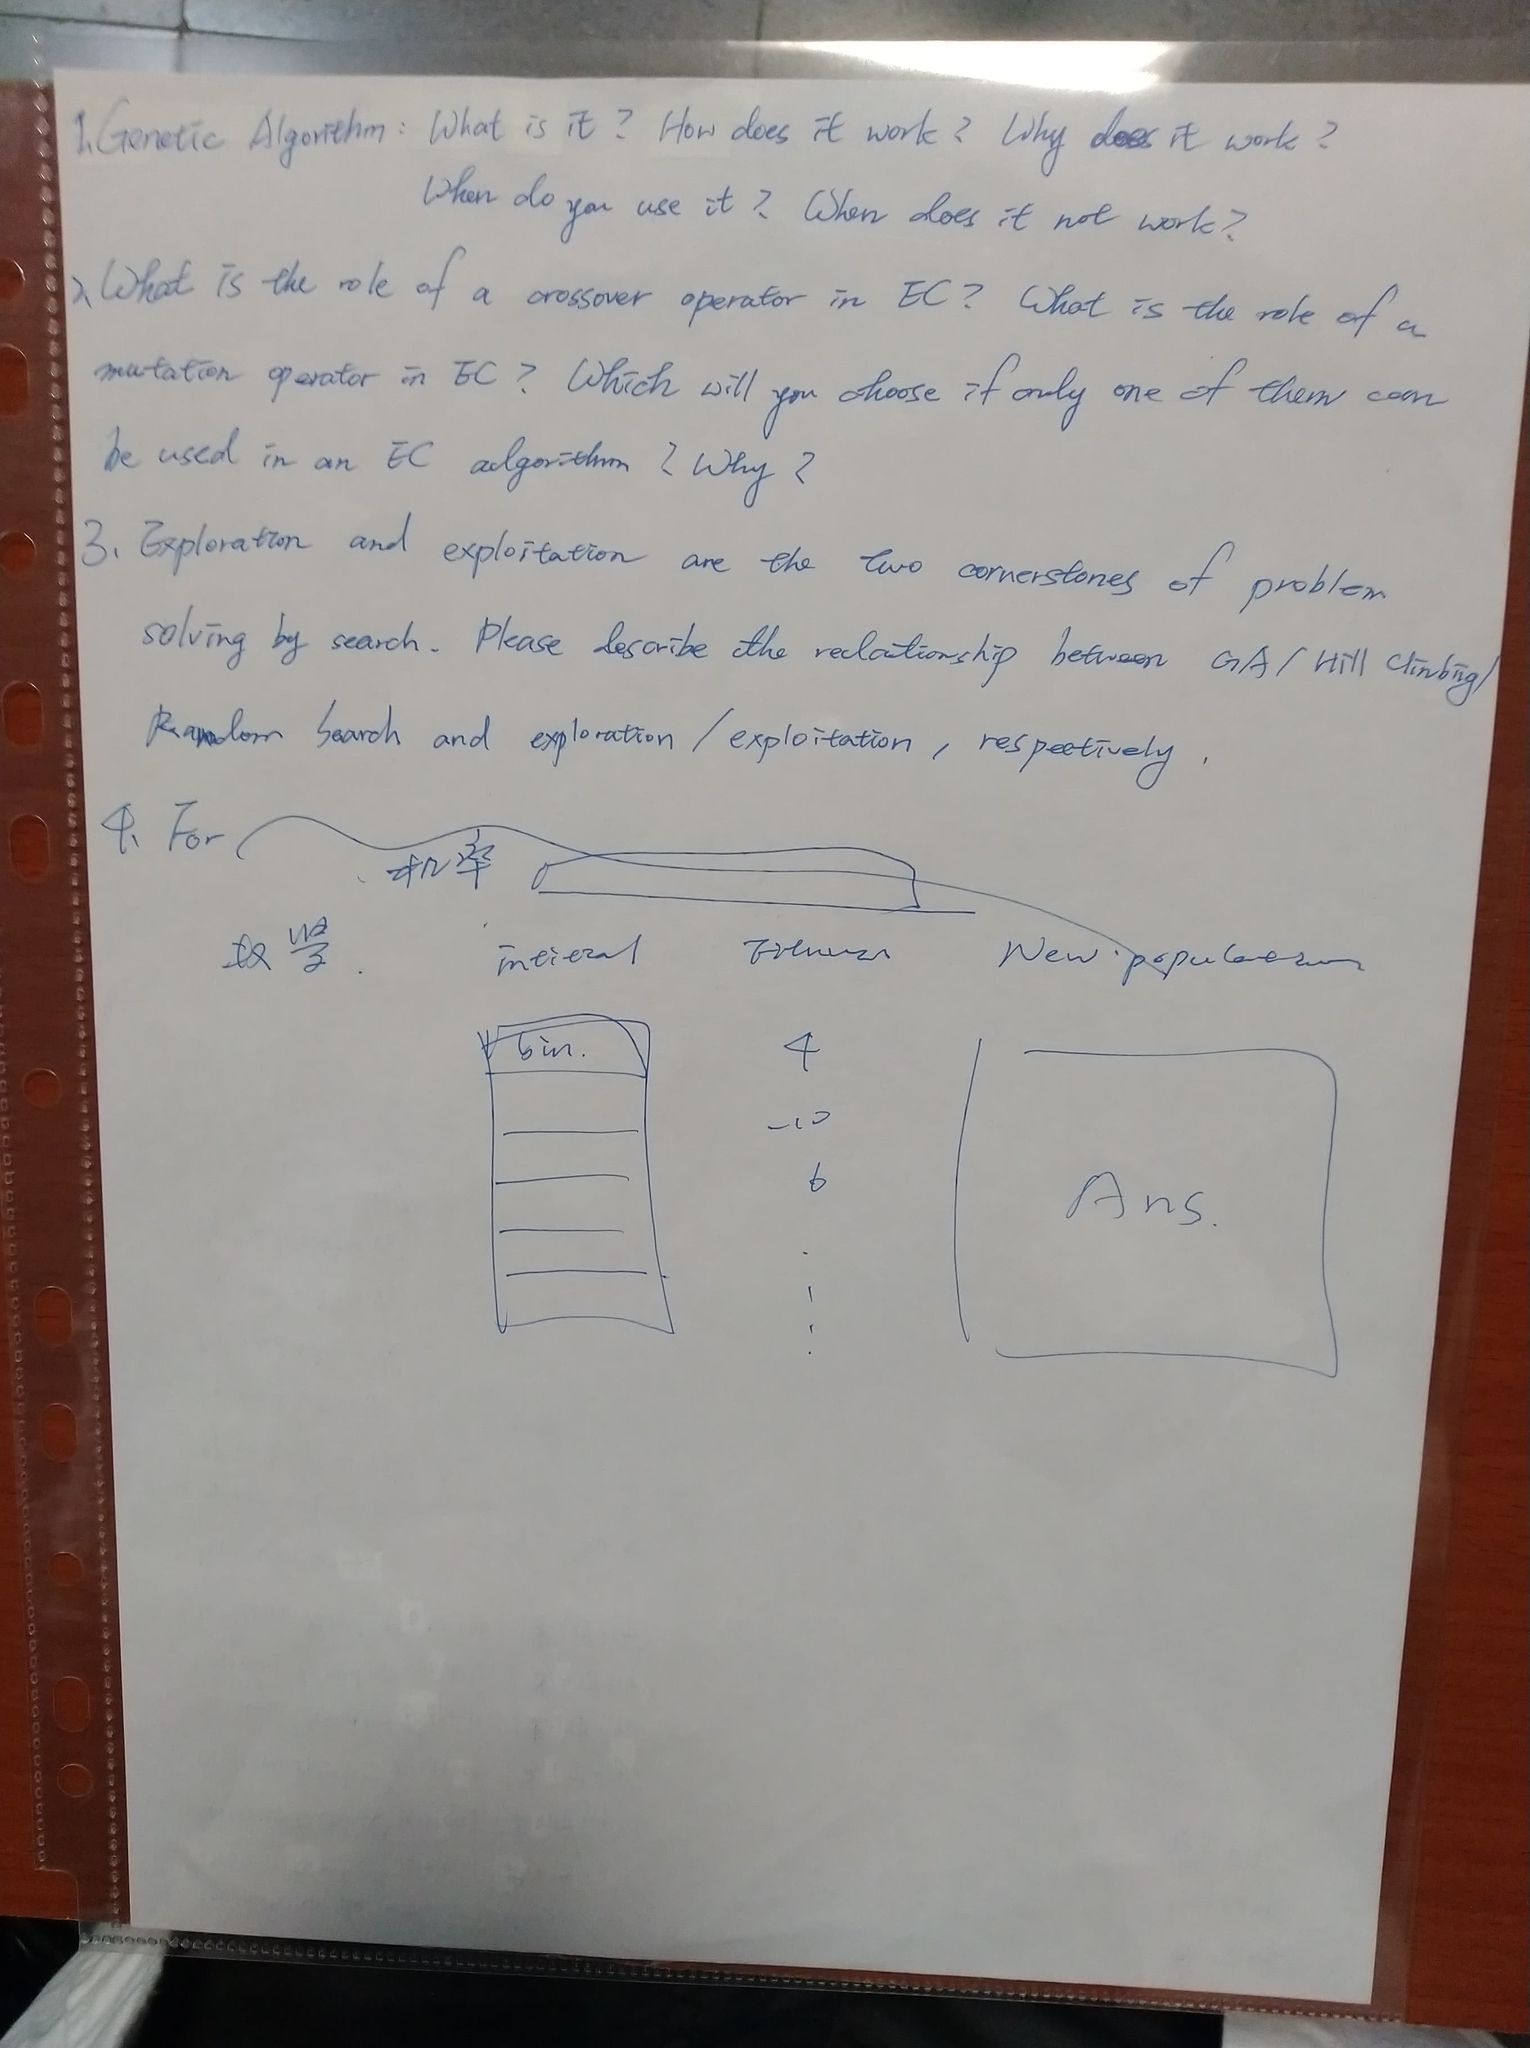 1. Genetic Algorithm: What is it? How does it work? Why does it work?
When do you use it? When does it not work?
2. What is the role of a crossover operator in EC? What is the role of a
mutation operator in EC? Which will you choose if only one of them can
be used in an EC algorithm? Why?
3. Exploration and exploitation are the two cornerstones of problem
solving by search. Please describe the relationship between GA/Hill Climbing/
Random Search and exploration/exploitation, respectively.
4. For
机率
New population
bin. 4
-10
6
Ans.